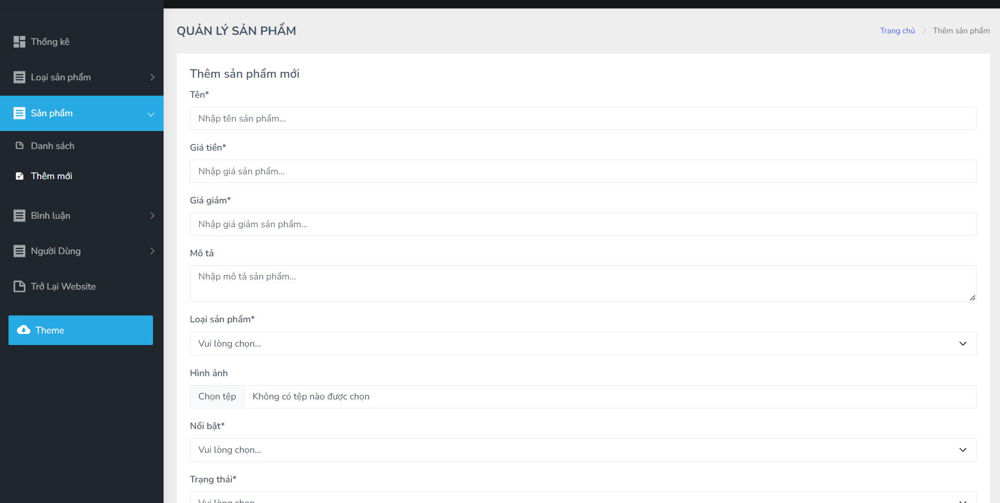 Thống kê
Loại sản phẩm
Sản phẩm
Danh sách
Thêm mới
Bình luận
Người Dùng
Trở Lại Website
Theme
QUẢN LÝ SẢN PHẨM
Trang chủ
Thêm sản phẩm
Thêm sản phẩm mới
Tên*
Nhập tên sản phẩm...
Giá tiền*
Nhập giá sản phẩm...
Giá giảm*
Nhập giá giảm sản phẩm...
Mô tả
Nhập mô tả sản phẩm...
Loại sản phẩm*
Vui lòng chọn...
Hình ảnh
Chọn tệp Không có tệp nào được chọn
Nổi bật*
Vui lòng chọn...
Trạng thái*
Vui lòng chọn...